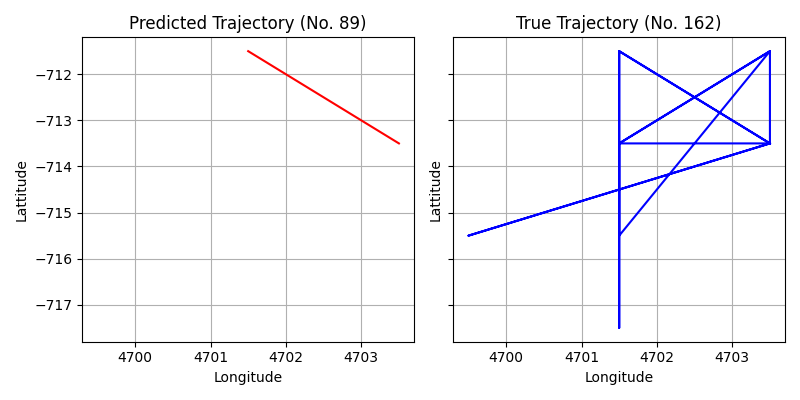 Predicted Trajectory (No. 89)
True Trajectory (No. 162)
Lattitude
−712
−713
−714
−715
−716
−717
4700
4701
4702
4703
Longitude
Lattitude
4700
4701
4702
4703
Longitude